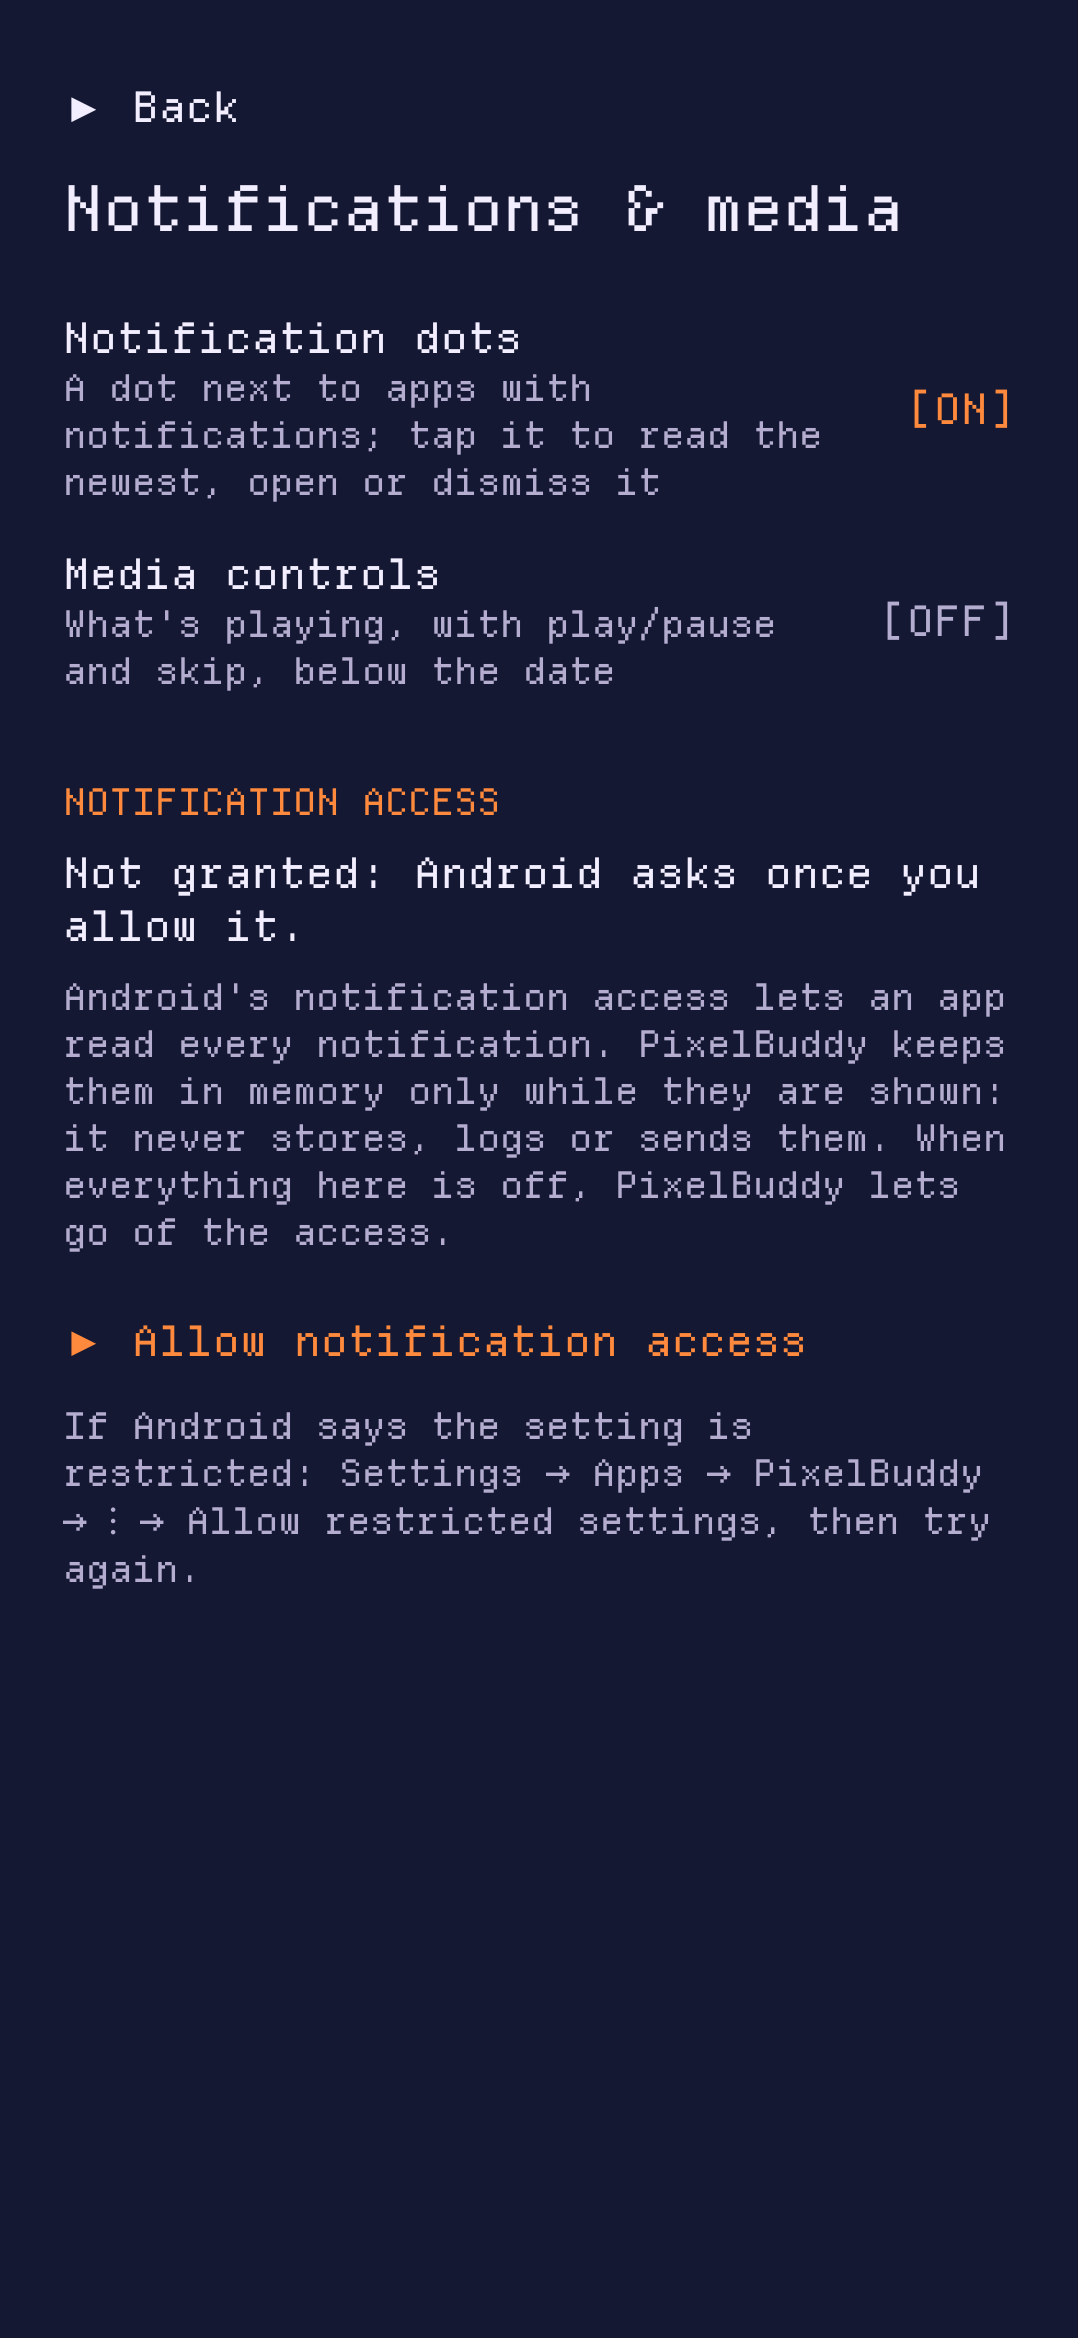 ▶ Back
Notifications & media
Notification dots
A dot next to apps with
notifications; tap it to read the
newest, open or dismiss it
[ON]
Media controls
What's playing, with play/pause
and skip, below the date
[OFF]
NOTIFICATION ACCESS
Not granted: Android asks once you
allow it.
Android's notification access lets an app
read every notification. PixelBuddy keeps
them in memory only while they are shown:
it never stores, logs or sends them. When
everything here is off, PixelBuddy lets
go of the access.
▶ Allow notification access
If Android says the setting is
restricted: Settings → Apps → PixelBuddy
→ ⋮ → Allow restricted settings, then try
again.